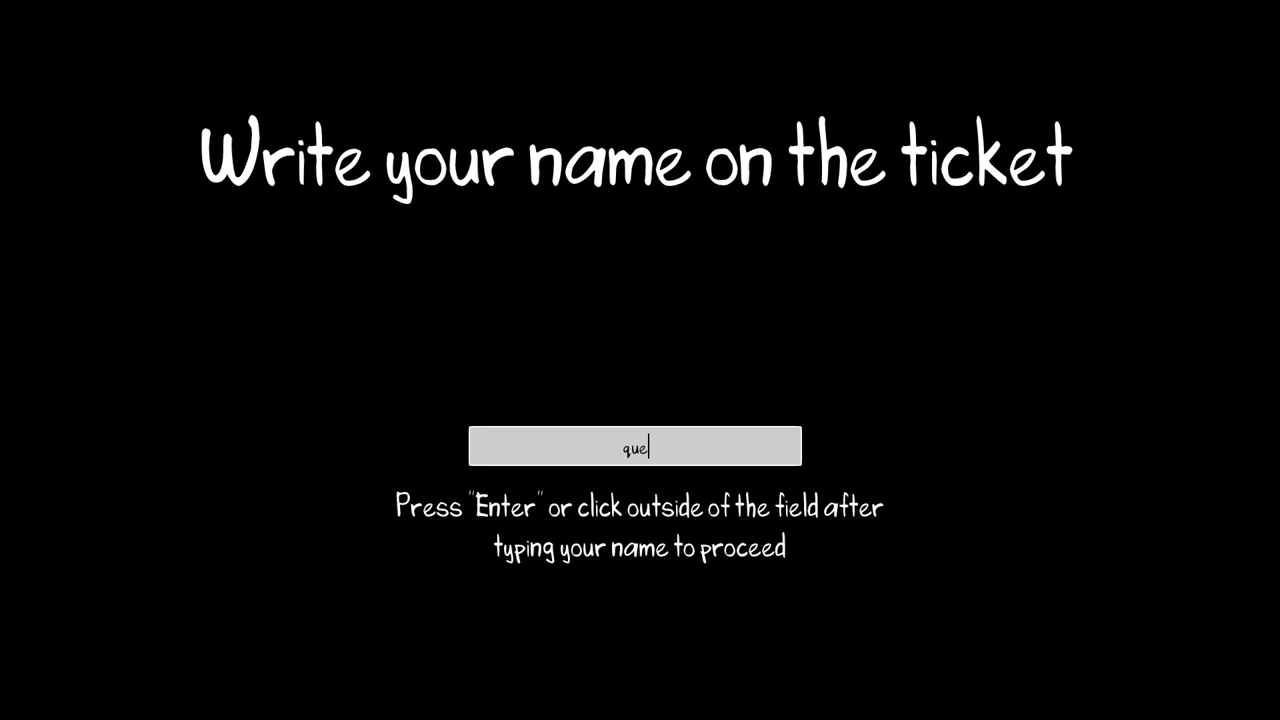 Write your name on the ticket
que
Press "Enter" or click outside of the field after
typing your name to proceed